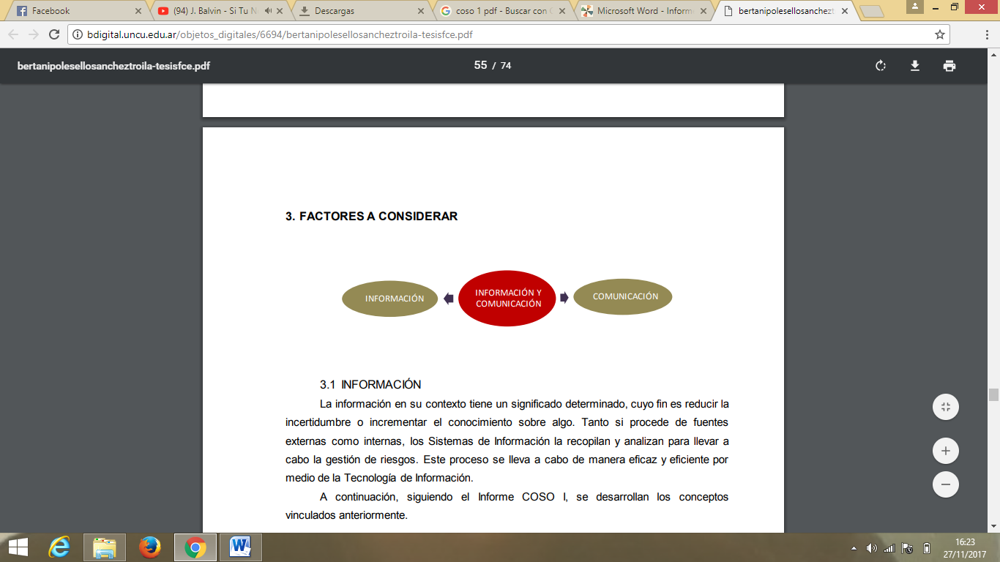 Facebook
(94) J. Balvin - Si Tu N
Descargas
coso 1 pdf - Buscar con
Microsoft Word - Inform
bertanipolesellosanchezt
bdigital.uncu.edu.ar/objetos_digitales/6694/bertanipolesellosancheztroila-tesisfce.pdf
bertanipolesellosancheztroila-tesisfce.pdf
55 / 74
3. FACTORES A CONSIDERAR
INFORMACIÓN
INFORMACIÓN Y
COMUNICACIÓN
COMUNICACIÓN
3.1 INFORMACIÓN
La información en su contexto tiene un significado determinado, cuyo fin es reducir la
incertidumbre o incrementar el conocimiento sobre algo. Tanto si procede de fuentes
externas como internas, los Sistemas de Información la recopilan y analizan para llevar a
cabo la gestión de riesgos. Este proceso se lleva a cabo de manera eficaz y eficiente por
medio de la Tecnología de Información.
A continuación, siguiendo el Informe COSO I, se desarrollan los conceptos
vinculados anteriormente.
16:23
27/11/2017